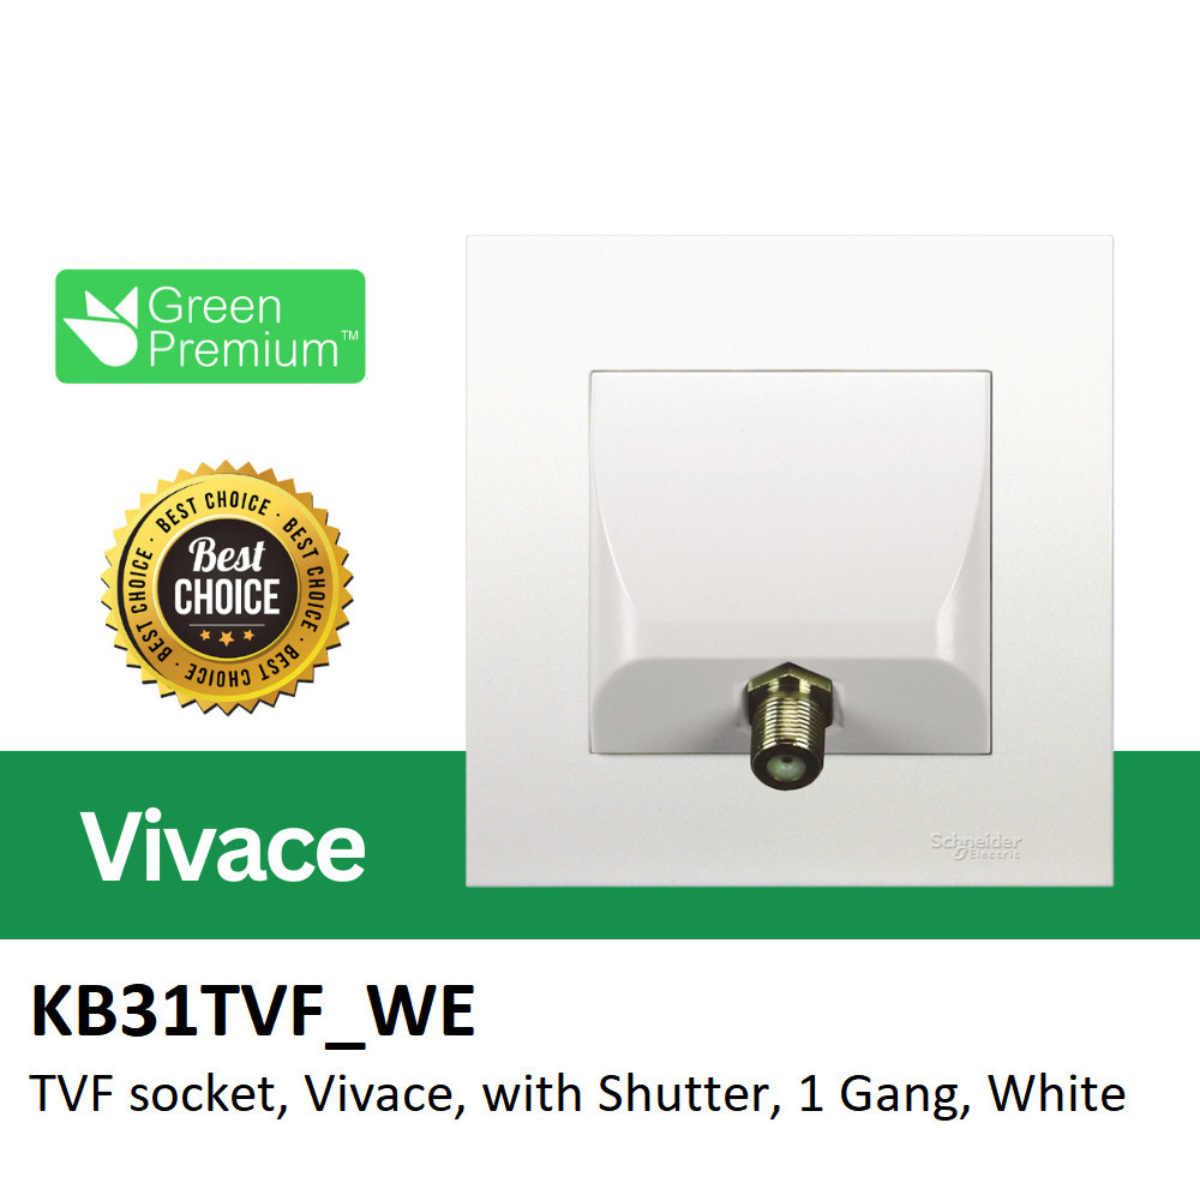 Green
Premium™
BEST CHOICE · BEST CHOICE · BEST CHOICE · BEST CHOICE ·
Best
CHOICE
Vivace
Schneider
Electric
KB31TVF_WE
TVF socket, Vivace, with Shutter, 1 Gang, White